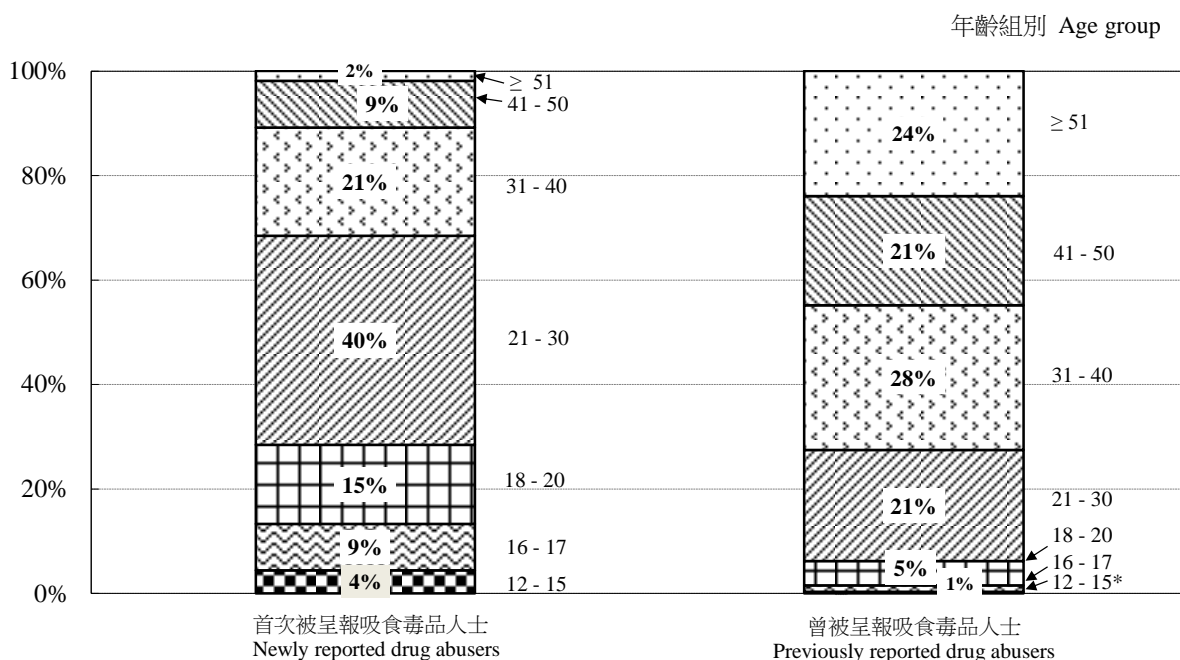 年齡組別 Age group
100%
80%
60%
40%
20%
0%
2%
9%
21%
40%
15%
9%
4%
≥ 51
41 - 50
31 - 40
21 - 30
18 - 20
16 - 17
12 - 15
24%
21%
28%
21%
5%
1%
≥ 51
41 - 50
31 - 40
21 - 30
18 - 20
16 - 17
12 - 15*
首次被呈報吸食毒品人士
Newly reported drug abusers
曾被呈報吸食毒品人士
Previously reported drug abusers